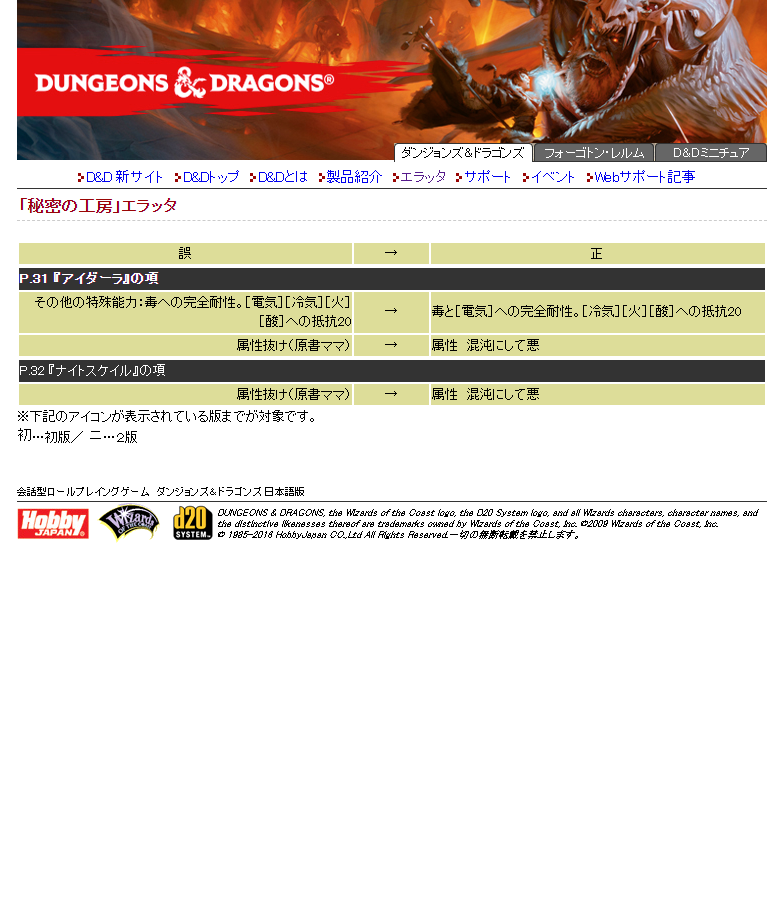 DUNGEONS & DRAGONS®
ダンジョンズ&ドラゴンズ フォーゴトン・レルム D&Dミニチュア
D&D 新サイト D&Dトップ D&Dとは 製品紹介 エラッタ サポート イベント Webサポート記事
「秘密の工房」エラッタ
誤 → 正
P.31 『アイダーラ』の項
その他の特殊能力：毒への完全耐性。［電気］［冷気］［火］
［酸］への抵抗20
→
毒と［電気］への完全耐性。［冷気］［火］［酸］への抵抗20
属性抜け（原書ママ） → 属性 混沌にして悪
P.32 『ナイトスケイル』の項
属性抜け（原書ママ） → 属性 混沌にして悪
※下記のアイコンが表示されている版までが対象です。
初…初版／ 二…2版
会話型ロールプレイングゲーム ダンジョンズ&ドラゴンズ 日本語版
Hobby
JAPAN
Wizards
OF THE COAST
d20
SYSTEM
DUNGEONS & DRAGONS, the Wizards of the Coast logo, the D20 System logo, and all Wizards characters, character names, and
the distinctive likenesses thereof are trademarks owned by Wizards of the Coast, Inc. ©2009 Wizards of the Coast, Inc.
© 1985-2016 HobbyJapan CO.,Ltd All Rights Reserved.一切の無断転載を禁止します。